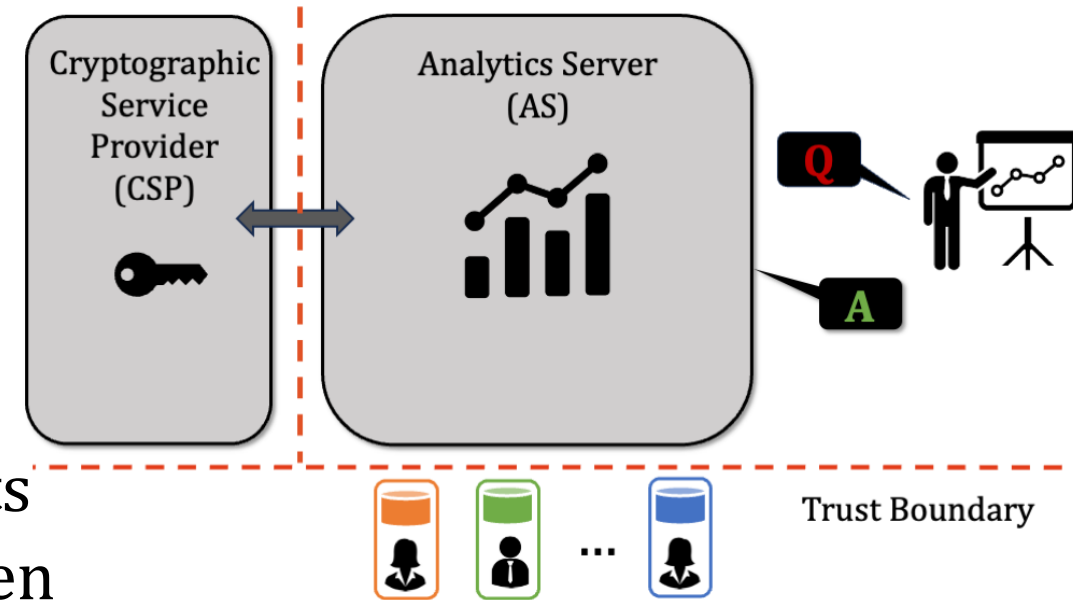 Cryptographic
Service
Provider
(CSP)
Analytics Server
(AS)
Q
A
Trust Boundary
...